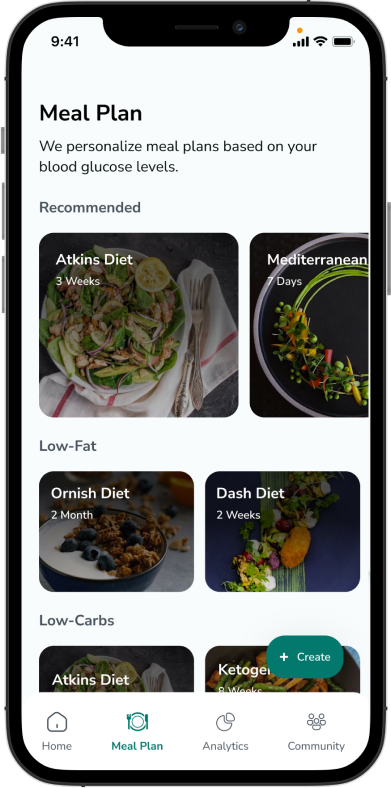 9:41
Meal Plan
We personalize meal plans based on your
blood glucose levels.
Recommended
Atkins Diet
3 Weeks
Mediterranean
7 Days
Low-Fat
Ornish Diet
2 Month
Dash Diet
2 Weeks
Low-Carbs
Atkins Diet
Ketoge
8 Weeks
+ Create
Home
Meal Plan
Analytics
Community